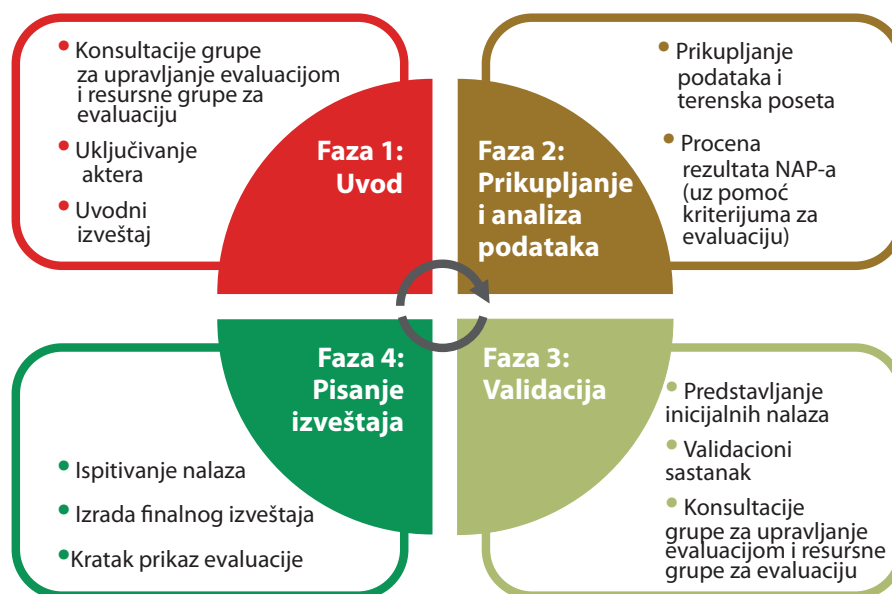 • Konsultacije grupe
za upravljanje evaluacijom
i resursne grupe za
evaluaciju
• Uključivanje
aktera
• Uvodni
izveštaj
Faza 1:
Uvod
Faza 2:
Prikupljanje
i analiza
podataka
• Prikupljanje
podataka i
terenska poseta
• Procena
rezultata NAP-a
(uz pomoć
kriterijuma za
evaluaciju)
Faza 3:
Validacija
• Predstavljanje
inicijalnih nalaza
• Validacioni
sastanak
• Konsultacije
grupe za upravljanje
evaluacijom i resursne
grupe za evaluaciju
Faza 4:
Pisanje
izveštaja
• Ispitivanje nalaza
• Izrada finalnog izveštaja
• Kratak prikaz evaluacije